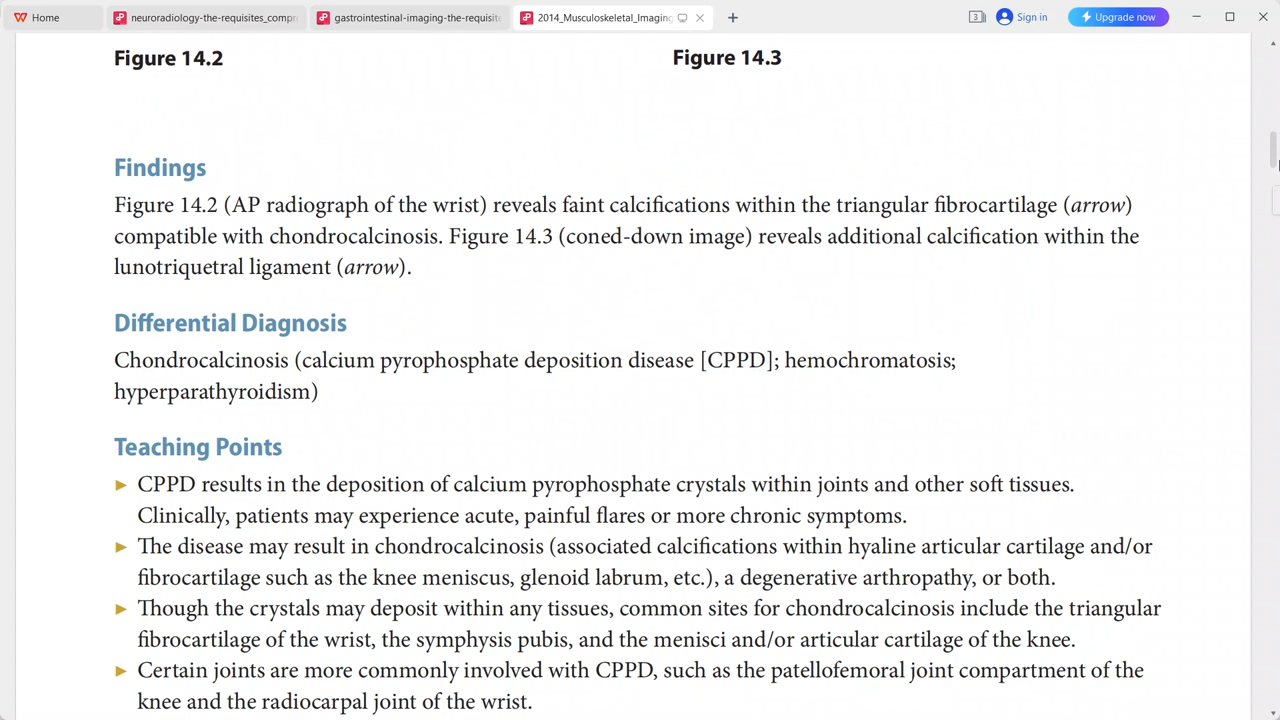 Home
neuroradiology-the-requisites_compr
gastrointestinal-imaging-the-requisite
2014_Musculoskeletal_Imaging
3
Sign in
Upgrade now
Figure 14.2
Figure 14.3
Findings
Figure 14.2 (AP radiograph of the wrist) reveals faint calcifications within the triangular fibrocartilage (arrow)
compatible with chondrocalcinosis. Figure 14.3 (coned-down image) reveals additional calcification within the
lunotriquetral ligament (arrow).
Differential Diagnosis
Chondrocalcinosis (calcium pyrophosphate deposition disease [CPPD]; hemochromatosis;
hyperparathyroidism)
Teaching Points
► CPPD results in the deposition of calcium pyrophosphate crystals within joints and other soft tissues.
Clinically, patients may experience acute, painful flares or more chronic symptoms.
► The disease may result in chondrocalcinosis (associated calcifications within hyaline articular cartilage and/or
fibrocartilage such as the knee meniscus, glenoid labrum, etc.), a degenerative arthropathy, or both.
► Though the crystals may deposit within any tissues, common sites for chondrocalcinosis include the triangular
fibrocartilage of the wrist, the symphysis pubis, and the menisci and/or articular cartilage of the knee.
► Certain joints are more commonly involved with CPPD, such as the patellofemoral joint compartment of the
knee and the radiocarpal joint of the wrist.